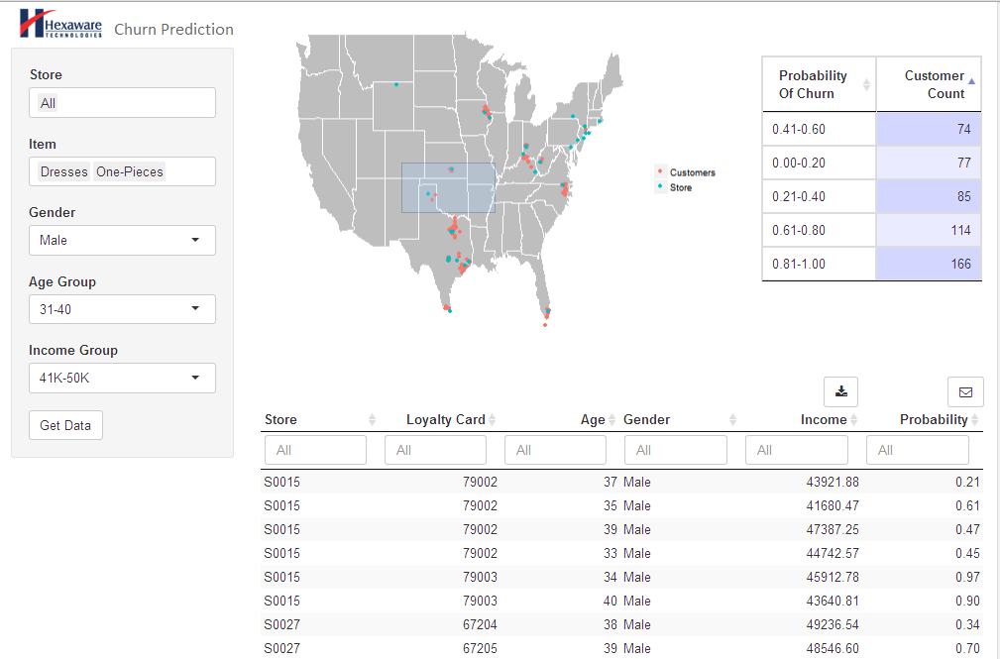 Hexaware
TECHNOLOGIES
Churn Prediction
Store
All
Item
Dresses One-Pieces
Gender
Male
Age Group
31-40
Income Group
41K-50K
Get Data
Customers
Store
Probability Of Churn Customer Count
0.41-0.60 74
0.00-0.20 77
0.21-0.40 85
0.61-0.80 114
0.81-1.00 166
Store Loyalty Card Age Gender Income Probability
All All All All All All
S0015 79002 37 Male 43921.88 0.21
S0015 79002 35 Male 41680.47 0.61
S0015 79002 39 Male 47387.25 0.47
S0015 79002 33 Male 44742.57 0.45
S0015 79003 34 Male 45912.78 0.97
S0015 79003 40 Male 43640.81 0.90
S0027 67204 38 Male 49236.54 0.34
S0027 67205 39 Male 48546.60 0.70